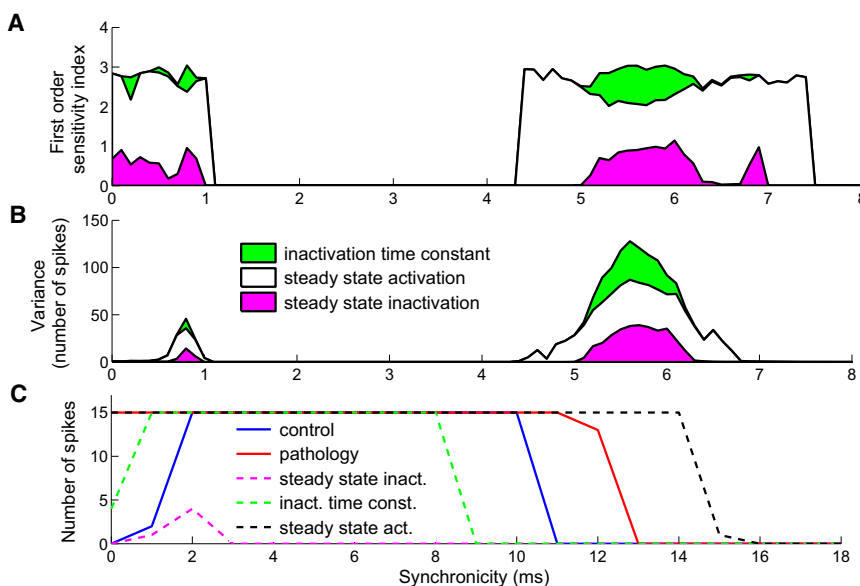 A
First order
sensitivity index
4
3
2
1
0
0 1 2 3 4 5 6 7 8
B
Variance
(number of spikes)
150
100
50
0
inactivation time constant
steady state activation
steady state inactivation
0 1 2 3 4 5 6 7 8
C
Number of spikes
15
10
5
0
control
pathology
steady state inact.
inact. time const.
steady state act.
0 2 4 6 8 10 12 14 16 18
Synchronicity (ms)